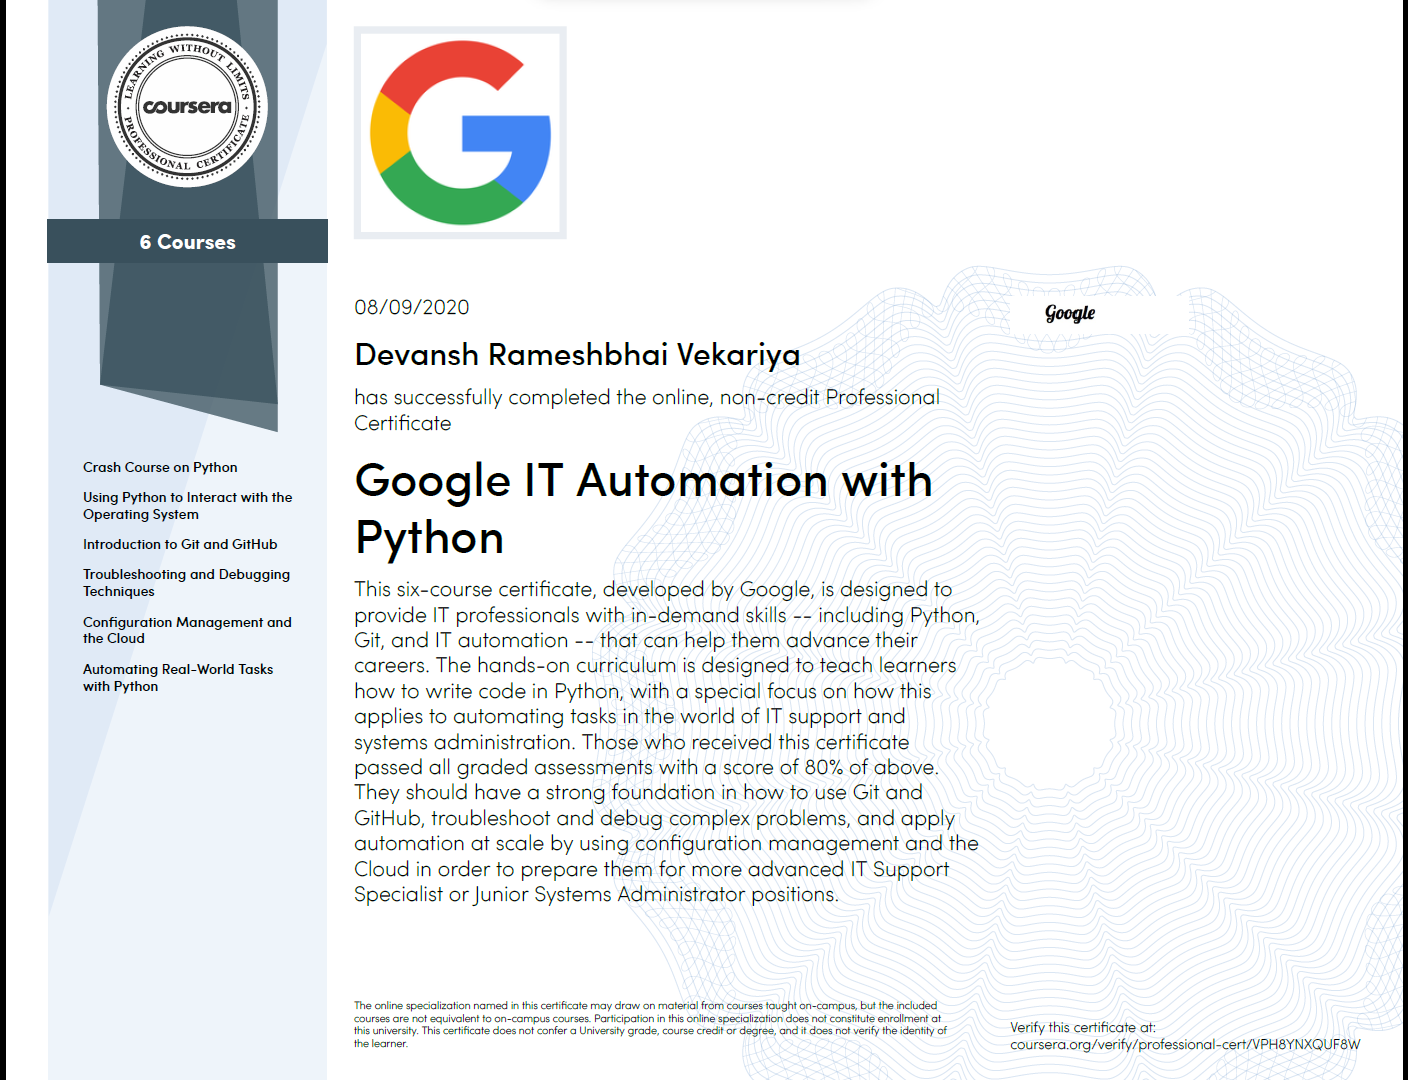 LEARNING WITHOUT LIMITS
coursera
PROFESSIONAL CERTIFICATE
6 Courses
Crash Course on Python
Using Python to Interact with the
Operating System
Introduction to Git and GitHub
Troubleshooting and Debugging
Techniques
Configuration Management and
the Cloud
Automating Real-World Tasks
with Python
08/09/2020
Devansh Rameshbhai Vekariya
has successfully completed the online, non-credit Professional
Certificate
Google IT Automation with
Python
This six-course certificate, developed by Google, is designed to
provide IT professionals with in-demand skills -- including Python,
Git, and IT automation -- that can help them advance their
careers. The hands-on curriculum is designed to teach learners
how to write code in Python, with a special focus on how this
applies to automating tasks in the world of IT support and
systems administration. Those who received this certificate
passed all graded assessments with a score of 80% of above.
They should have a strong foundation in how to use Git and
GitHub, troubleshoot and debug complex problems, and apply
automation at scale by using configuration management and the
Cloud in order to prepare them for more advanced IT Support
Specialist or Junior Systems Administrator positions.
Google
The online specialization named in this certificate may draw on material from courses taught on-campus, but the included
courses are not equivalent to on-campus courses. Participation in this online specialization does not constitute enrollment at
this university. This certificate does not confer a University grade, course credit or degree, and it does not verify the identity of
the learner.
Verify this certificate at:
coursera.org/verify/professional-cert/VPH8YNXQUF8W